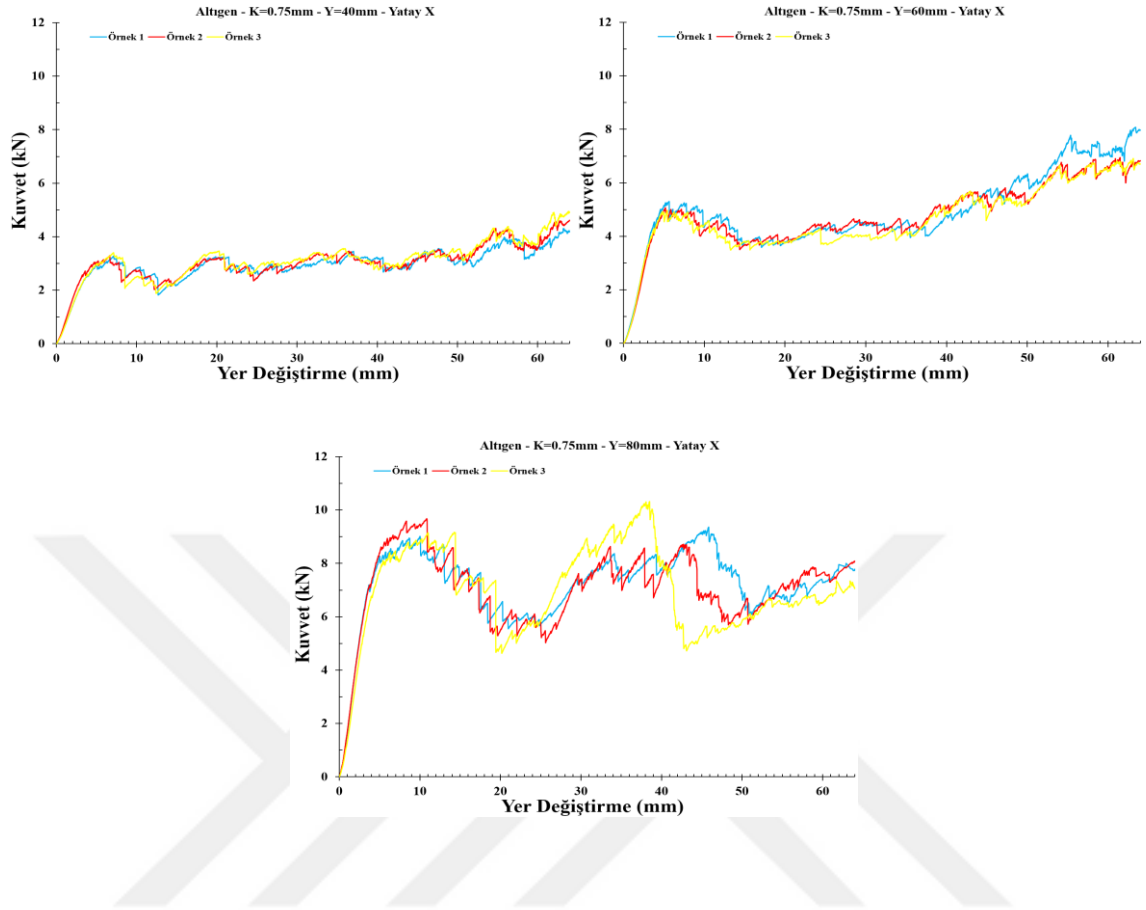 Altıgen - K=0.75mm - Y=40mm - Yatay X
Örnek 1 Örnek 2 Örnek 3
12
10
8
6
4
2
0
Kuvvet (kN)
0 10 20 30 40 50 60
Yer Değiştirme (mm)
Altıgen - K=0.75mm - Y=60mm - Yatay X
Örnek 1 Örnek 2 Örnek 3
12
10
8
6
4
2
0
Kuvvet (kN)
0 10 20 30 40 50 60
Yer Değiştirme (mm)
Altıgen - K=0.75mm - Y=80mm - Yatay X
Örnek 1 Örnek 2 Örnek 3
12
10
8
6
4
2
0
Kuvvet (kN)
0 10 20 30 40 50 60
Yer Değiştirme (mm)